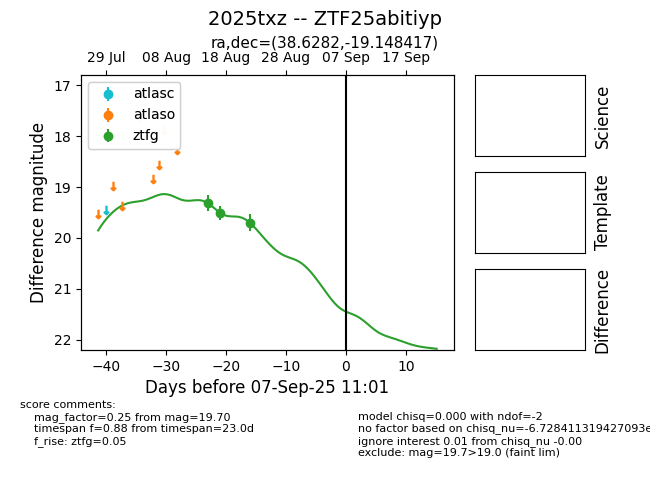 2025txz -- ZTF25abitiyp
ra,dec=(38.6282,-19.148417)
29 Jul 08 Aug 18 Aug 28 Aug 07 Sep 17 Sep
atlasc
atlaso
ztfg
17
18
19
20
21
22
Difference magnitude
−40 −30 −20 −10 0 10
Days before 07-Sep-25 11:01
Science
Template
Difference
score comments:
mag_factor=0.25 from mag=19.70
timespan f=0.88 from timespan=23.0d
f_rise: ztfg=0.05
model chisq=0.000 with ndof=-2
no factor based on chisq_nu=-6.728411319427093e
ignore interest 0.01 from chisq_nu -0.00
exclude: mag=19.7>19.0 (faint lim)